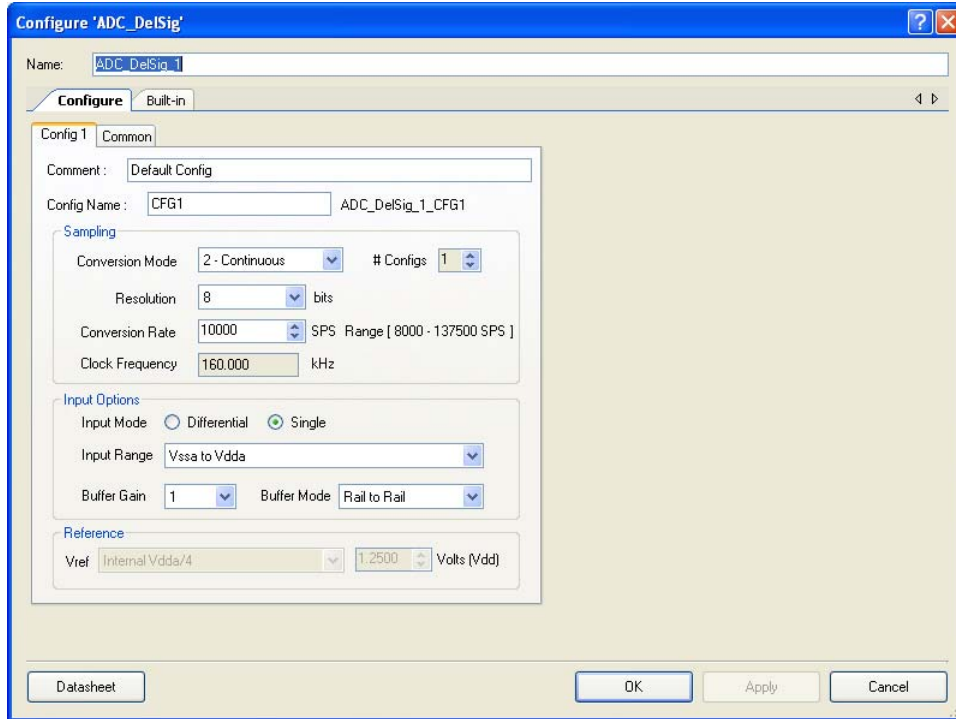 Configure 'ADC_DelSig'
Name: ADC_DelSig_1
Configure Built-in
Config 1 Common
Comment : Default Config
Config Name : CFG1 ADC_DelSig_1_CFG1
Sampling
Conversion Mode 2 - Continuous # Configs 1
Resolution 8 bits
Conversion Rate 10000 SPS Range [ 8000 - 137500 SPS ]
Clock Frequency 160.000 kHz
Input Options
Input Mode Differential Single
Input Range Vssa to Vdda
Buffer Gain 1 Buffer Mode Rail to Rail
Reference
Vref Internal Vdda/4 1.2500 Volts (Vdd)
Datasheet OK Apply Cancel